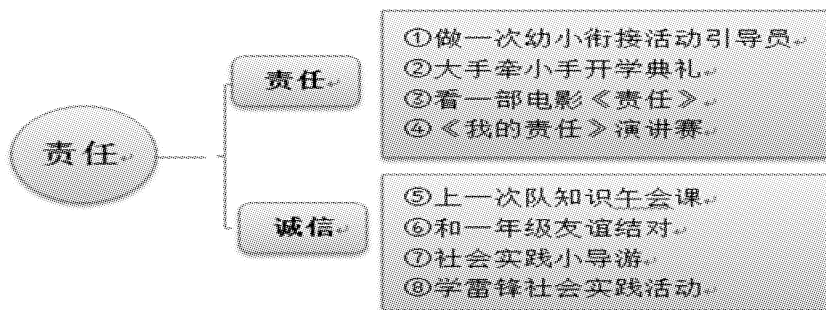 责任
责任
①做一次幼小衔接活动引导员
②大手牵小手开学典礼
③看一部电影《责任》
④《我的责任》演讲赛
诚信
⑤上一次队知识午会课
⑥和一年级友谊结对
⑦社会实践小导游
⑧学雷锋社会实践活动